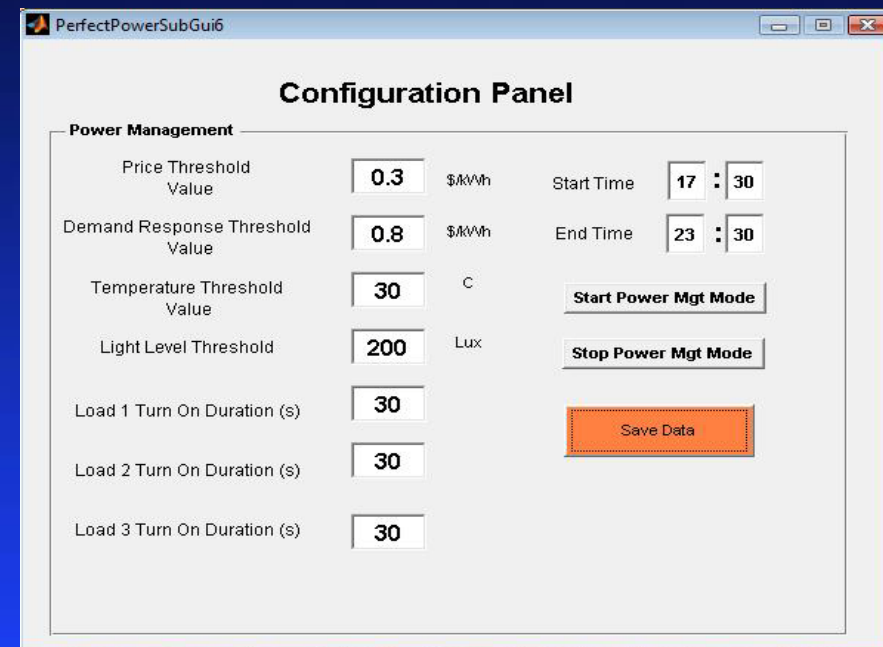 PerfectPowerSubGui6
Configuration Panel
Power Management
Price Threshold
Value
0.3
$/kWh
Demand Response Threshold
Value
0.8
$/kWh
Temperature Threshold
Value
30
C
Light Level Threshold
200
Lux
Load 1 Turn On Duration (s)
30
Load 2 Turn On Duration (s)
30
Load 3 Turn On Duration (s)
30
Start Time
17 : 30
End Time
23 : 30
Start Power Mgt Mode
Stop Power Mgt Mode
Save Data